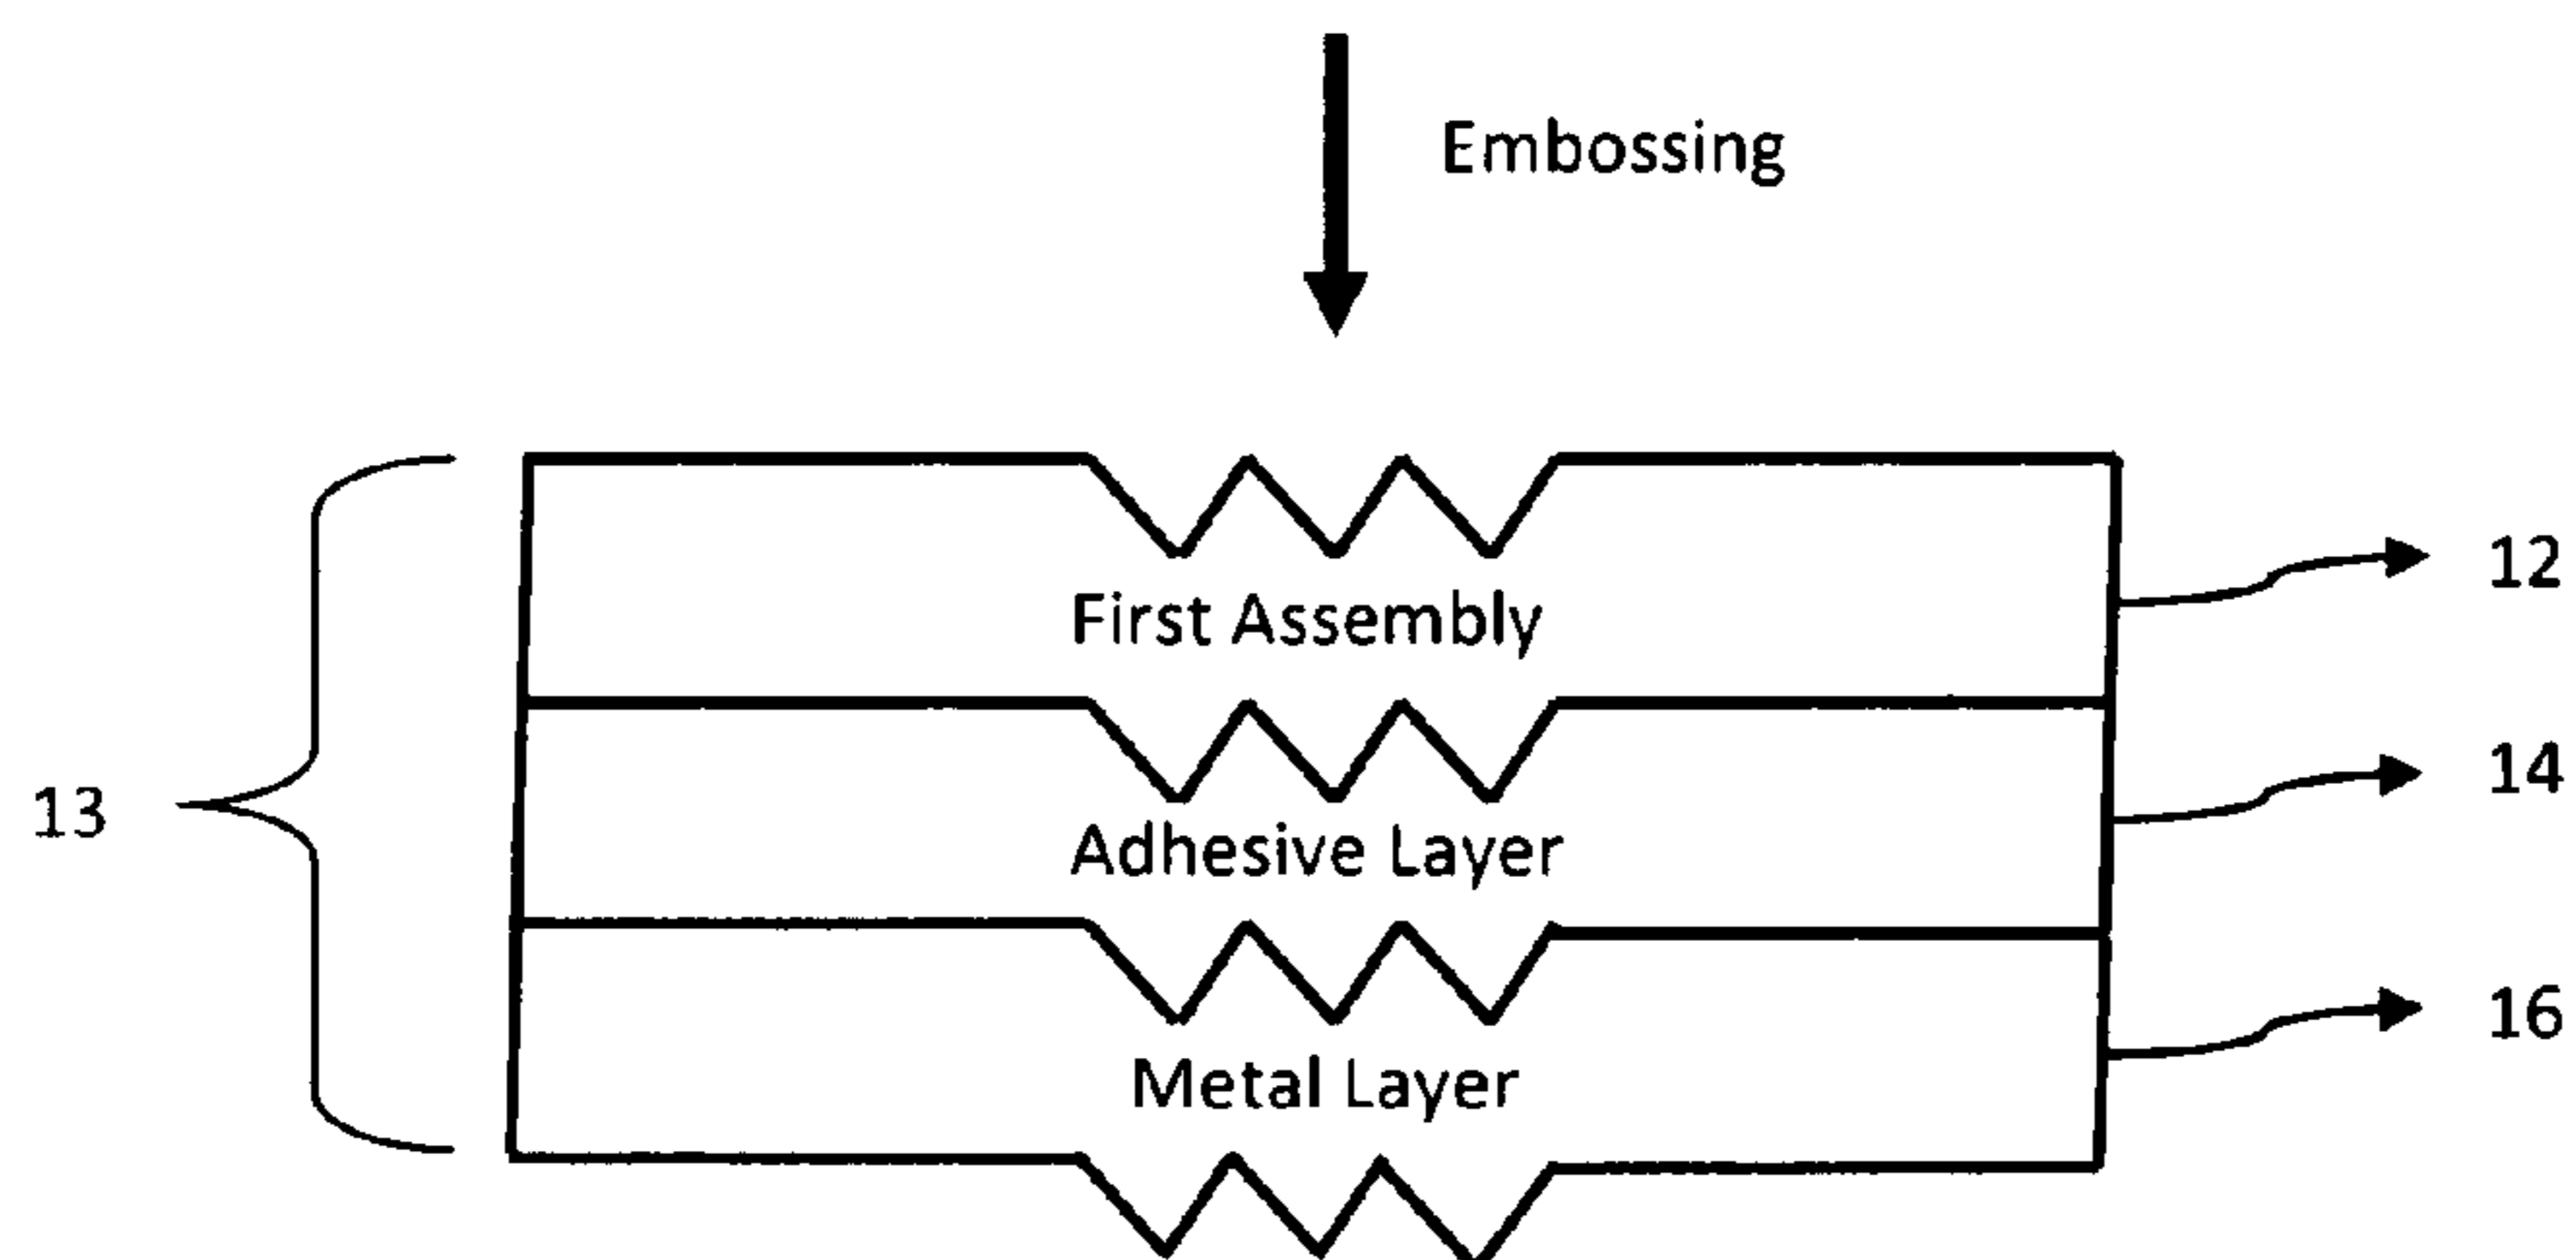 Embossing
12
First Assembly
14
13
Adhesive Layer
16
Metal Layer